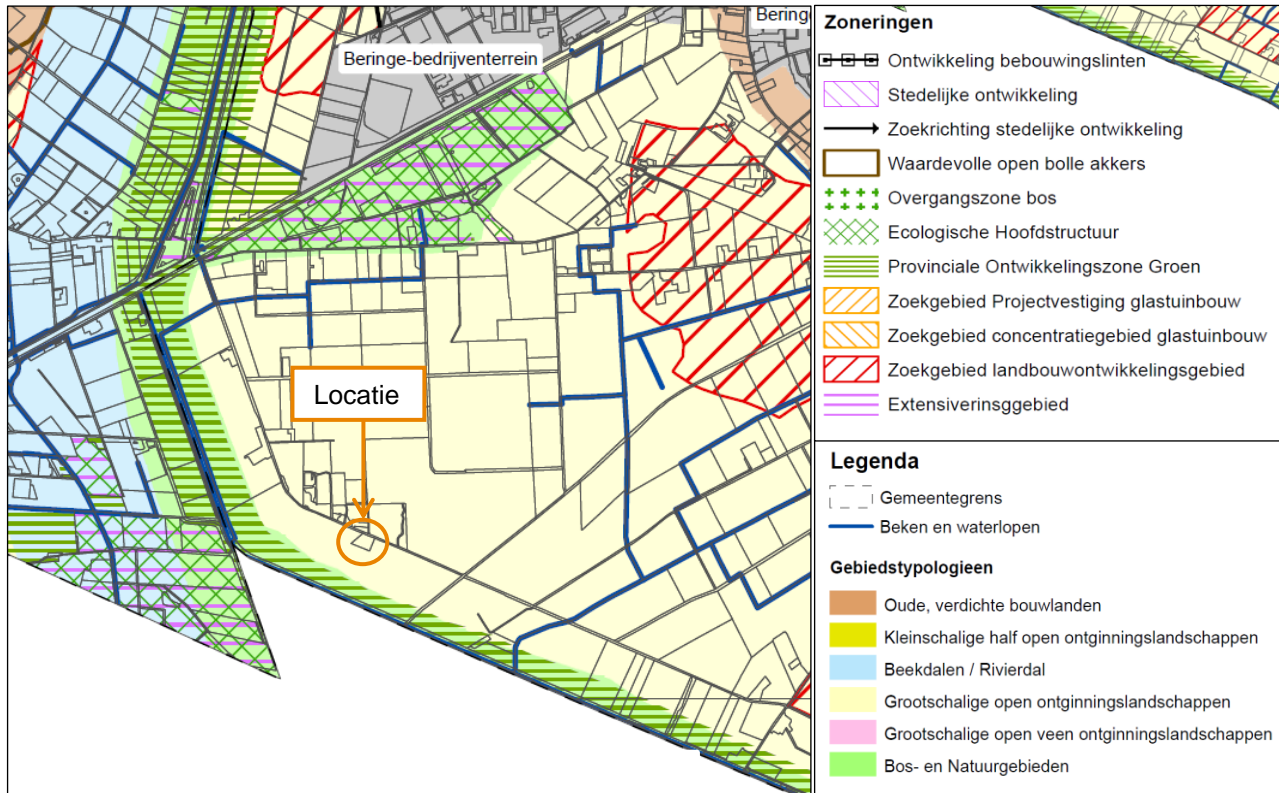 Beringe-bedrijventerrein
Beringe
Locatie
Zoneringen
Ontwikkeling bebouwingslinten
Stedelijke ontwikkeling
Zoekrichting stedelijke ontwikkeling
Waardevolle open bolle akkers
Overgangszone bos
Ecologische Hoofdstructuur
Provinciale Ontwikkelingszone Groen
Zoekgebied Projectvestiging glastuinbouw
Zoekgebied concentratiegebied glastuinbouw
Zoekgebied landbouwontwikkelingsgebied
Extensiverinsggebied
Legenda
Gemeentegrens
Beken en waterlopen
Gebiedstypologieen
Oude, verdichte bouwlanden
Kleinschalige half open ontginningslandschappen
Beekdalen / Rivierdal
Grootschalige open ontginningslandschappen
Grootschalige open veen ontginningslandschappen
Bos- en Natuurgebieden